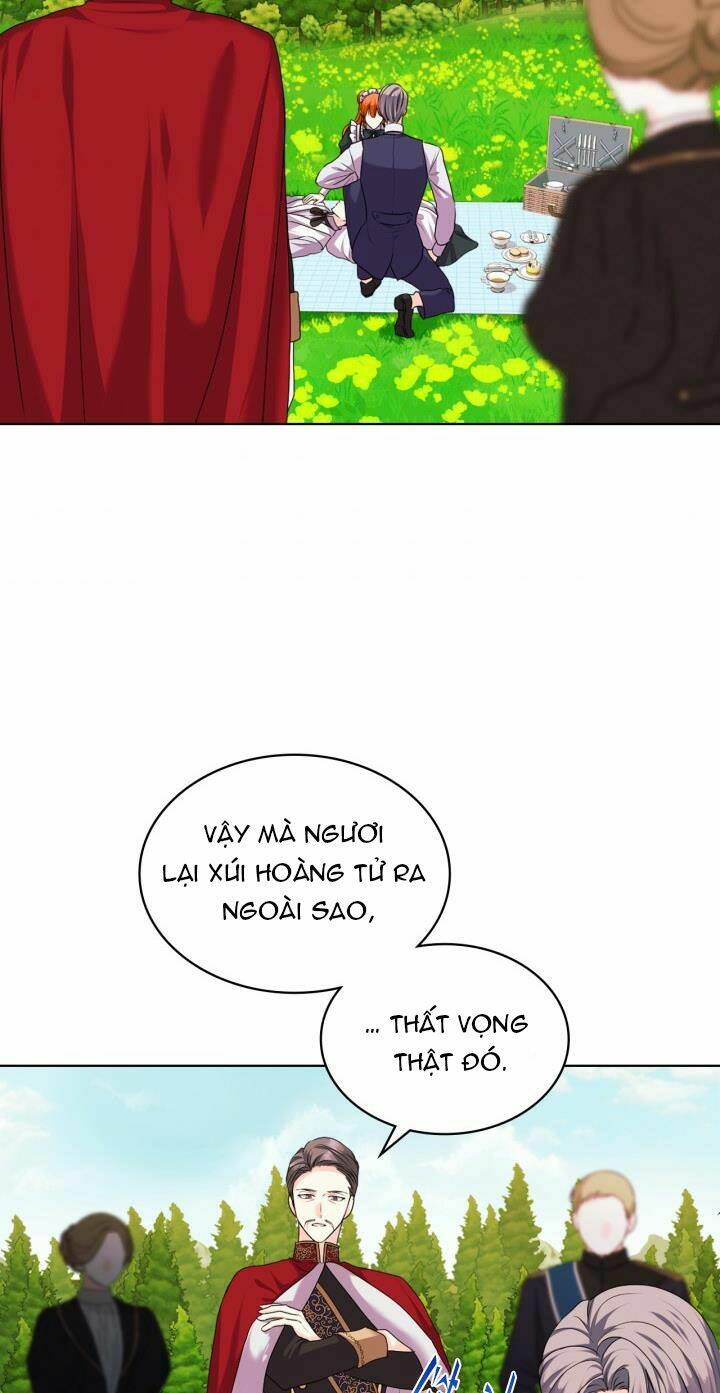 VẬY MÀ NGƯƠI
LẠI XÚI HOÀNG TỬ RA
NGOÀI SAO,
... THẤT VỌNG
THẬT ĐÓ.